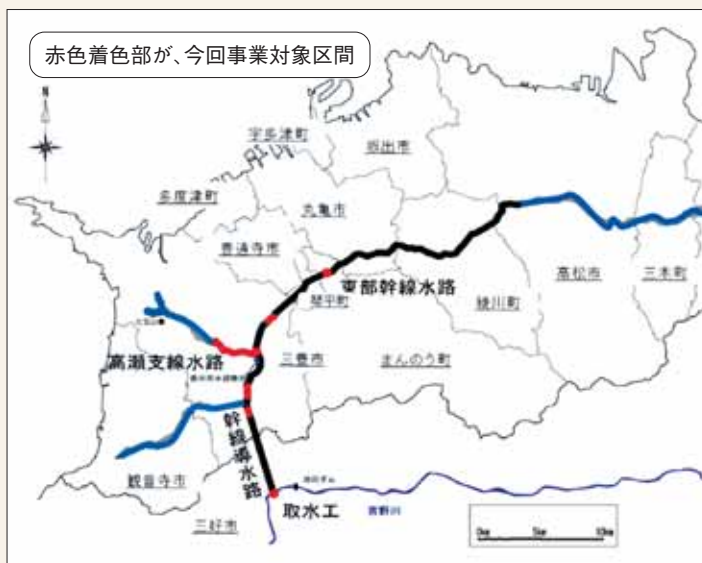 赤色着色部が、今回事業対象区間
N
宇多津町
坂出市
多度津町
丸亀市
善通寺市
高松市
三木町
東部幹線水路
琴平町
綾川町
高瀬支線水路
三豊市
まんのう町
幹線導水路
観音寺市
取水工
吉野川
三好市
0km 5km 10km